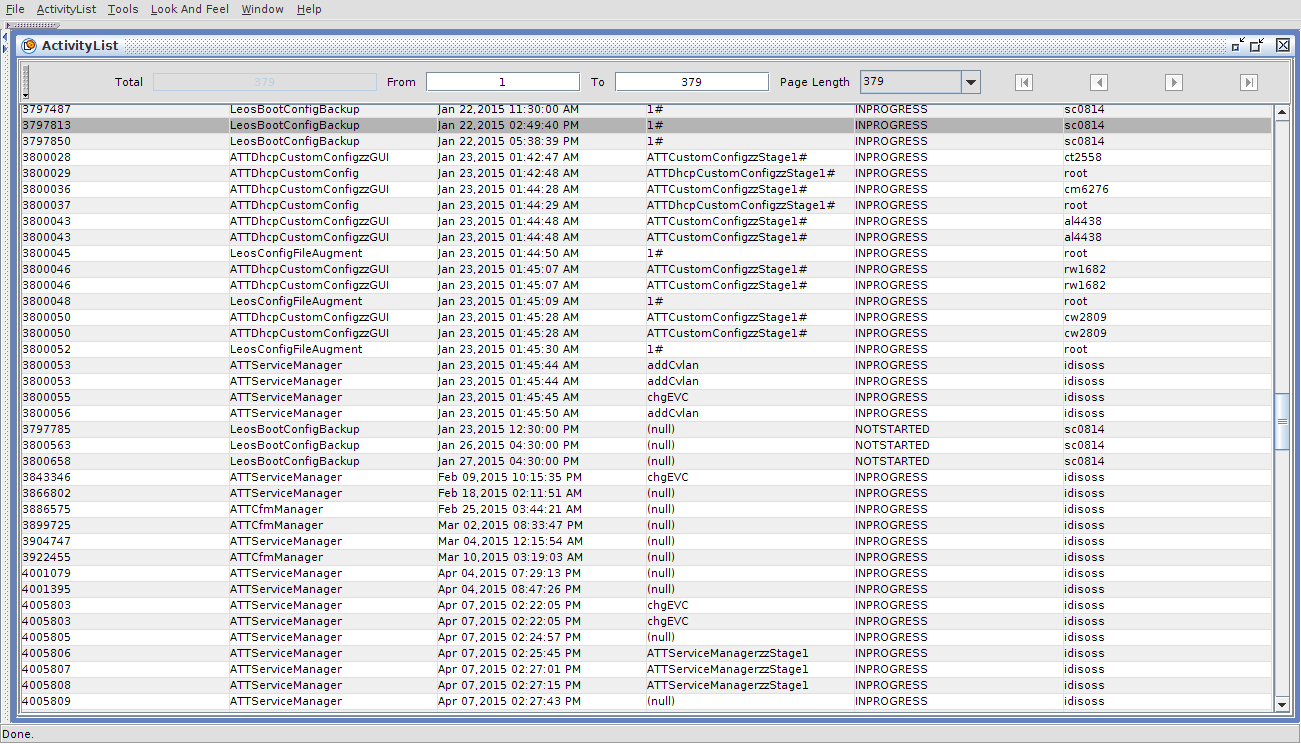 File ActivityList Tools Look And Feel Window Help
ActivityList
Total 379 From 1 To 379 Page Length 379
3797487 LeosBootConfigBackup Jan 22,2015 11:30:00 AM 1# INPROGRESS sc0814
3797813 LeosBootConfigBackup Jan 22,2015 02:49:40 PM 1# INPROGRESS sc0814
3797850 LeosBootConfigBackup Jan 22,2015 05:38:39 PM 1# INPROGRESS sc0814
3800028 ATTDhcpCustomConfigzzGUI Jan 23,2015 01:42:47 AM ATTCustomConfigzzStage1# INPROGRESS ct2558
3800029 ATTDhcpCustomConfig Jan 23,2015 01:42:48 AM ATTDhcpCustomConfigzzStage1# INPROGRESS root
3800036 ATTDhcpCustomConfigzzGUI Jan 23,2015 01:44:28 AM ATTCustomConfigzzStage1# INPROGRESS cm6276
3800037 ATTDhcpCustomConfig Jan 23,2015 01:44:29 AM ATTDhcpCustomConfigzzStage1# INPROGRESS root
3800043 ATTDhcpCustomConfigzzGUI Jan 23,2015 01:44:48 AM ATTCustomConfigzzStage1# INPROGRESS al4438
3800043 ATTDhcpCustomConfigzzGUI Jan 23,2015 01:44:48 AM ATTCustomConfigzzStage1# INPROGRESS al4438
3800045 LeosConfigFileAugment Jan 23,2015 01:44:50 AM 1# INPROGRESS root
3800046 ATTDhcpCustomConfigzzGUI Jan 23,2015 01:45:07 AM ATTCustomConfigzzStage1# INPROGRESS rw1682
3800046 ATTDhcpCustomConfigzzGUI Jan 23,2015 01:45:07 AM ATTCustomConfigzzStage1# INPROGRESS rw1682
3800048 LeosConfigFileAugment Jan 23,2015 01:45:09 AM 1# INPROGRESS root
3800050 ATTDhcpCustomConfigzzGUI Jan 23,2015 01:45:28 AM ATTCustomConfigzzStage1# INPROGRESS cw2809
3800050 ATTDhcpCustomConfigzzGUI Jan 23,2015 01:45:28 AM ATTCustomConfigzzStage1# INPROGRESS cw2809
3800052 LeosConfigFileAugment Jan 23,2015 01:45:30 AM 1# INPROGRESS root
3800053 ATTServiceManager Jan 23,2015 01:45:44 AM addCvlan INPROGRESS idisoss
3800053 ATTServiceManager Jan 23,2015 01:45:44 AM addCvlan INPROGRESS idisoss
3800055 ATTServiceManager Jan 23,2015 01:45:45 AM chgEVC INPROGRESS idisoss
3800056 ATTServiceManager Jan 23,2015 01:45:50 AM addCvlan INPROGRESS idisoss
3797785 LeosBootConfigBackup Jan 23,2015 12:30:00 PM (null) NOTSTARTED sc0814
3800563 LeosBootConfigBackup Jan 26,2015 04:30:00 PM (null) NOTSTARTED sc0814
3800658 LeosBootConfigBackup Jan 27,2015 04:30:00 PM (null) NOTSTARTED sc0814
3843346 ATTServiceManager Feb 09,2015 10:15:35 PM chgEVC INPROGRESS idisoss
3866802 ATTServiceManager Feb 18,2015 02:11:51 AM (null) INPROGRESS idisoss
3886575 ATTCfmManager Feb 25,2015 03:44:21 AM (null) INPROGRESS idisoss
3899725 ATTCfmManager Mar 02,2015 08:33:47 PM (null) INPROGRESS idisoss
3904747 ATTServiceManager Mar 04,2015 12:15:54 AM (null) INPROGRESS idisoss
3922455 ATTCfmManager Mar 10,2015 03:19:03 AM (null) INPROGRESS idisoss
4001079 ATTServiceManager Apr 04,2015 07:29:13 PM (null) INPROGRESS idisoss
4001395 ATTServiceManager Apr 04,2015 08:47:26 PM (null) INPROGRESS idisoss
4005803 ATTServiceManager Apr 07,2015 02:22:05 PM chgEVC INPROGRESS idisoss
4005803 ATTServiceManager Apr 07,2015 02:22:05 PM chgEVC INPROGRESS idisoss
4005805 ATTServiceManager Apr 07,2015 02:24:57 PM (null) INPROGRESS idisoss
4005806 ATTServiceManager Apr 07,2015 02:25:45 PM ATTServiceManagerzzStage1 INPROGRESS idisoss
4005807 ATTServiceManager Apr 07,2015 02:27:01 PM ATTServiceManagerzzStage1 INPROGRESS idisoss
4005808 ATTServiceManager Apr 07,2015 02:27:15 PM ATTServiceManagerzzStage1 INPROGRESS idisoss
4005809 ATTServiceManager Apr 07,2015 02:27:43 PM (null) INPROGRESS idisoss
Done.